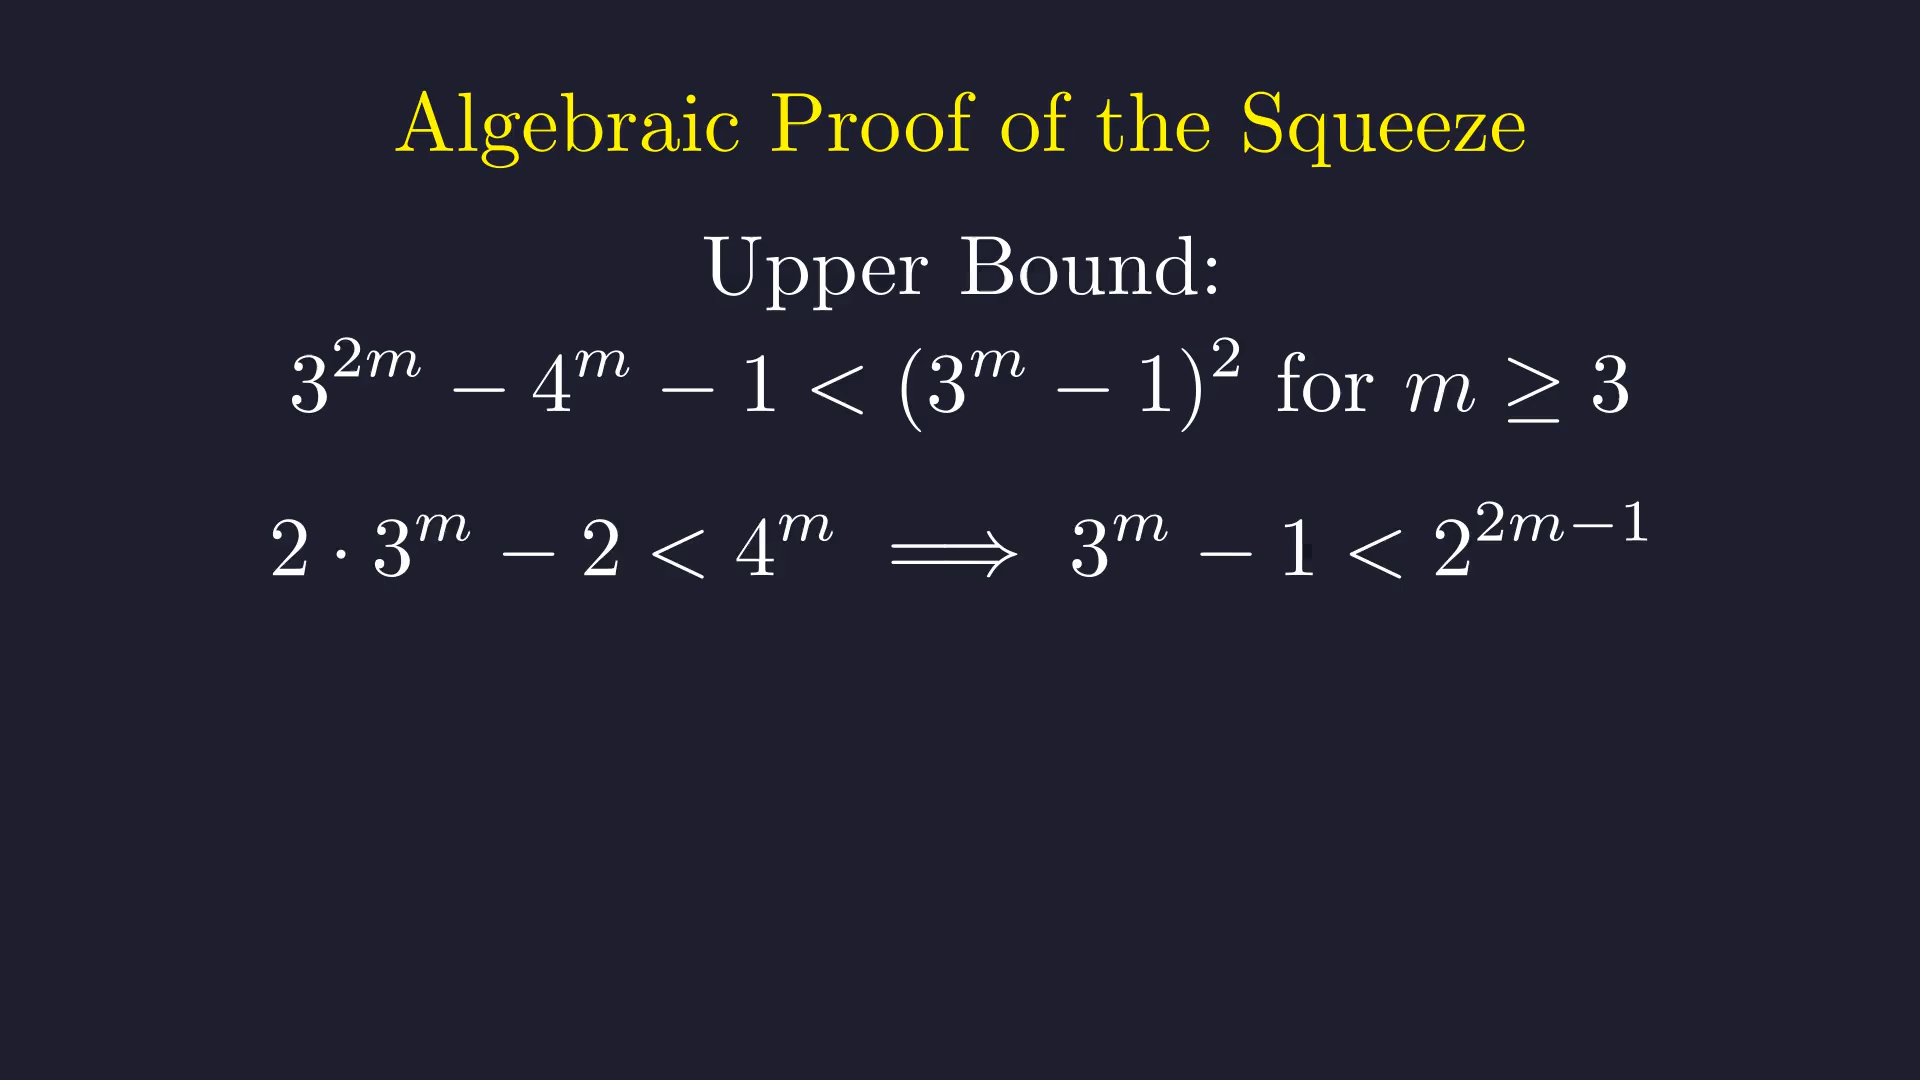 Algebraic Proof of the Squeeze
Upper Bound:
3^{2m} − 4^m − 1 < (3^m − 1)^2 for m ≥ 3
2 · 3^m − 2 < 4^m ⟹ 3^m − 1 < 2^{2m−1}